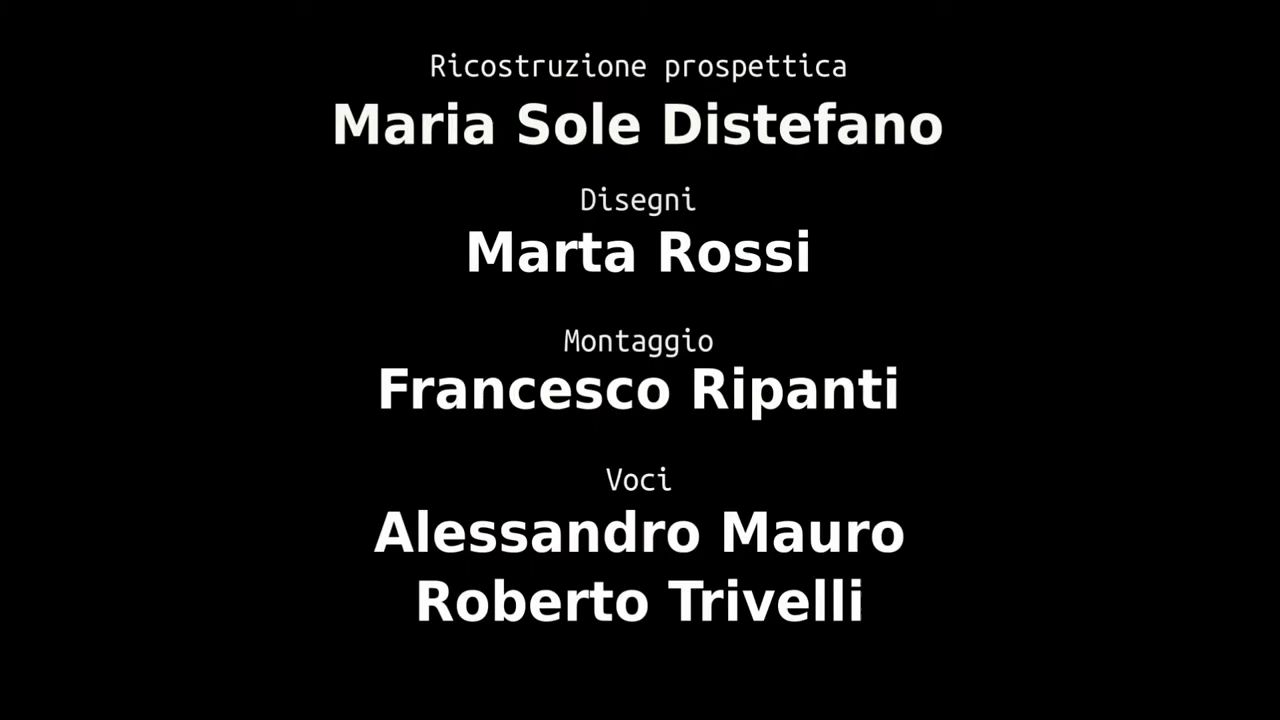 Ricostruzione prospettica
Maria Sole Distefano
Disegni
Marta Rossi
Montaggio
Francesco Ripanti
Voci
Alessandro Mauro
Roberto Trivelli